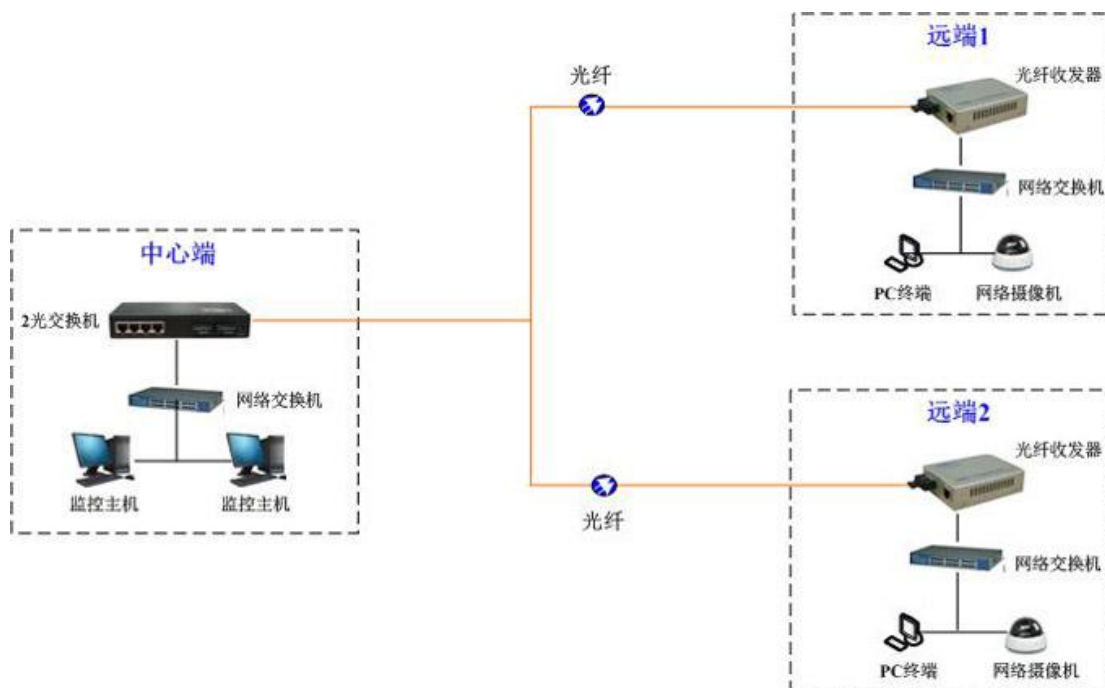 远端1
光纤
光纤收发器
网络交换机
PC终端
网络摄像机
中心端
2光交换机
网络交换机
监控主机
监控主机
远端2
光纤收发器
光纤
网络交换机
PC终端
网络摄像机